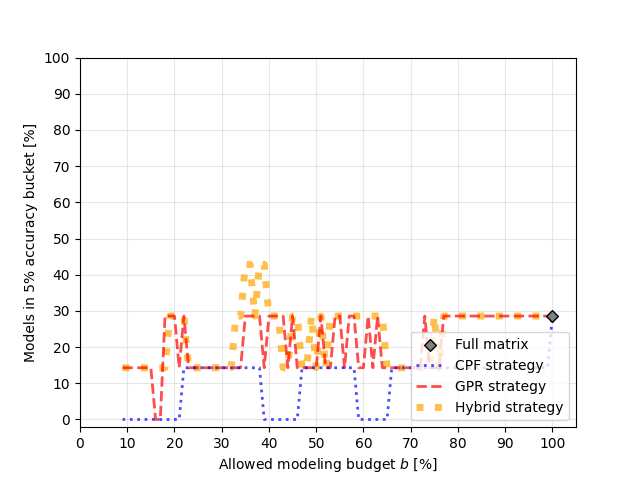 100
90
80
70
60
50
40
30
20
10
0
Models in 5% accuracy bucket [%]
0 10 20 30 40 50 60 70 80 90 100
Allowed modeling budget b [%]
Full matrix
CPF strategy
GPR strategy
Hybrid strategy